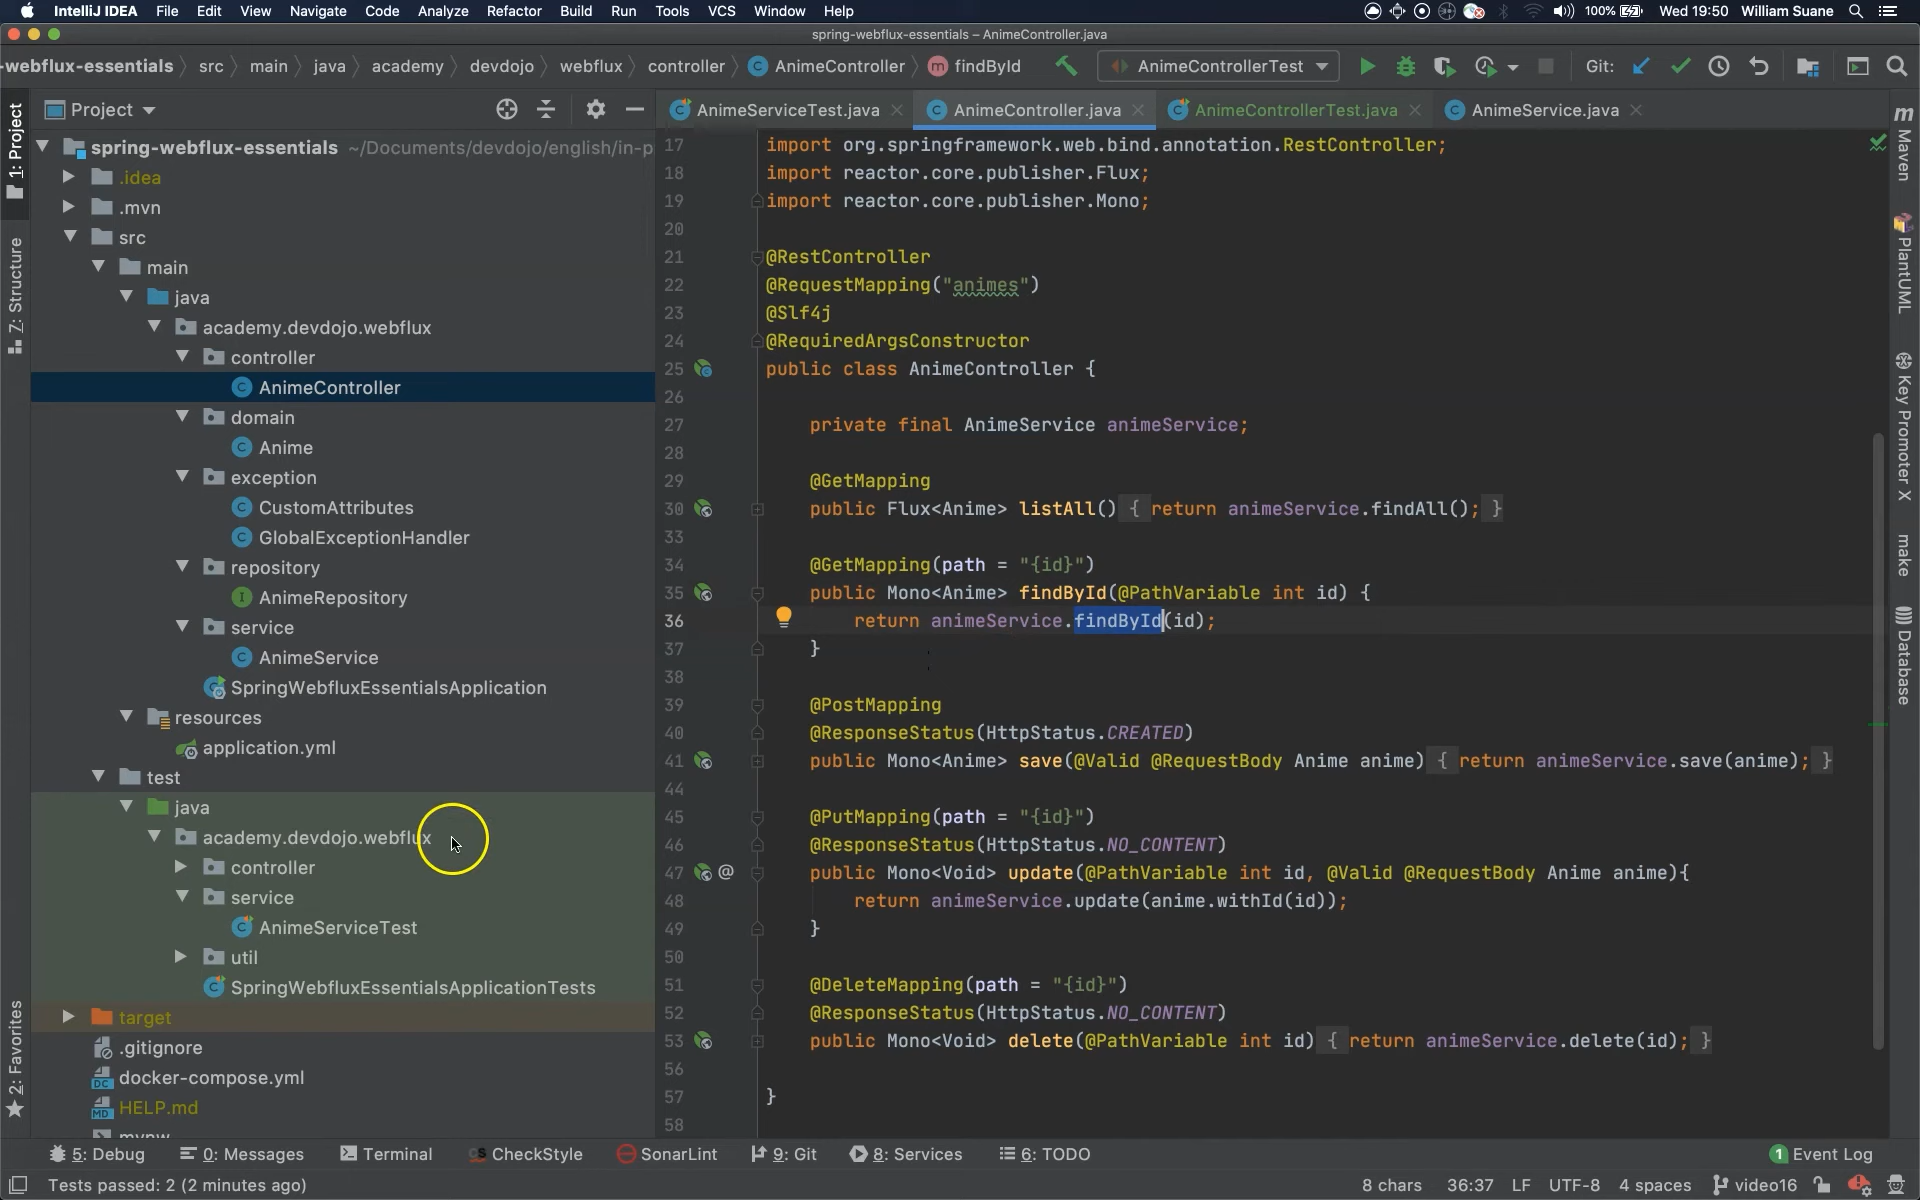 IntelliJ IDEA File Edit View Navigate Code Analyze Refactor Build Run Tools VCS Window Help 100% Wed 19:50 William Suane
spring-webflux-essentials – AnimeController.java
-webflux-essentials src main java academy devdojo webflux controller AnimeController findById AnimeControllerTest Git:
Project
AnimeServiceTest.java AnimeController.java AnimeControllerTest.java AnimeService.java
1: Project
7: Structure
2: Favorites
spring-webflux-essentials ~/Documents/devdojo/english/in-p
.idea
.mvn
src
main
java
academy.devdojo.webflux
controller
AnimeController
domain
Anime
exception
CustomAttributes
GlobalExceptionHandler
repository
AnimeRepository
service
AnimeService
SpringWebfluxEssentialsApplication
resources
application.yml
test
java
academy.devdojo.webflux
controller
service
AnimeServiceTest
util
SpringWebfluxEssentialsApplicationTests
target
.gitignore
docker-compose.yml
HELP.md
mvnw
17 import org.springframework.web.bind.annotation.RestController;
18 import reactor.core.publisher.Flux;
19 import reactor.core.publisher.Mono;
20
21 @RestController
22 @RequestMapping("animes")
23 @Slf4j
24 @RequiredArgsConstructor
25 public class AnimeController {
26
27 private final AnimeService animeService;
28
29 @GetMapping
30 public Flux<Anime> listAll() { return animeService.findAll(); }
33
34 @GetMapping(path = "{id}")
35 public Mono<Anime> findById(@PathVariable int id) {
36 return animeService.findById(id);
37 }
38
39 @PostMapping
40 @ResponseStatus(HttpStatus.CREATED)
41 public Mono<Anime> save(@Valid @RequestBody Anime anime) { return animeService.save(anime); }
44
45 @PutMapping(path = "{id}")
46 @ResponseStatus(HttpStatus.NO_CONTENT)
47 @ public Mono<Void> update(@PathVariable int id, @Valid @RequestBody Anime anime){
48 return animeService.update(anime.withId(id));
49 }
50
51 @DeleteMapping(path = "{id}")
52 @ResponseStatus(HttpStatus.NO_CONTENT)
53 public Mono<Void> delete(@PathVariable int id) { return animeService.delete(id); }
56
57 }
58
m Maven
PlantUML
Key Promoter X
make
Database
5: Debug 0: Messages Terminal CheckStyle SonarLint 9: Git 8: Services 6: TODO 1 Event Log
Tests passed: 2 (2 minutes ago) 8 chars 36:37 LF UTF-8 4 spaces video16